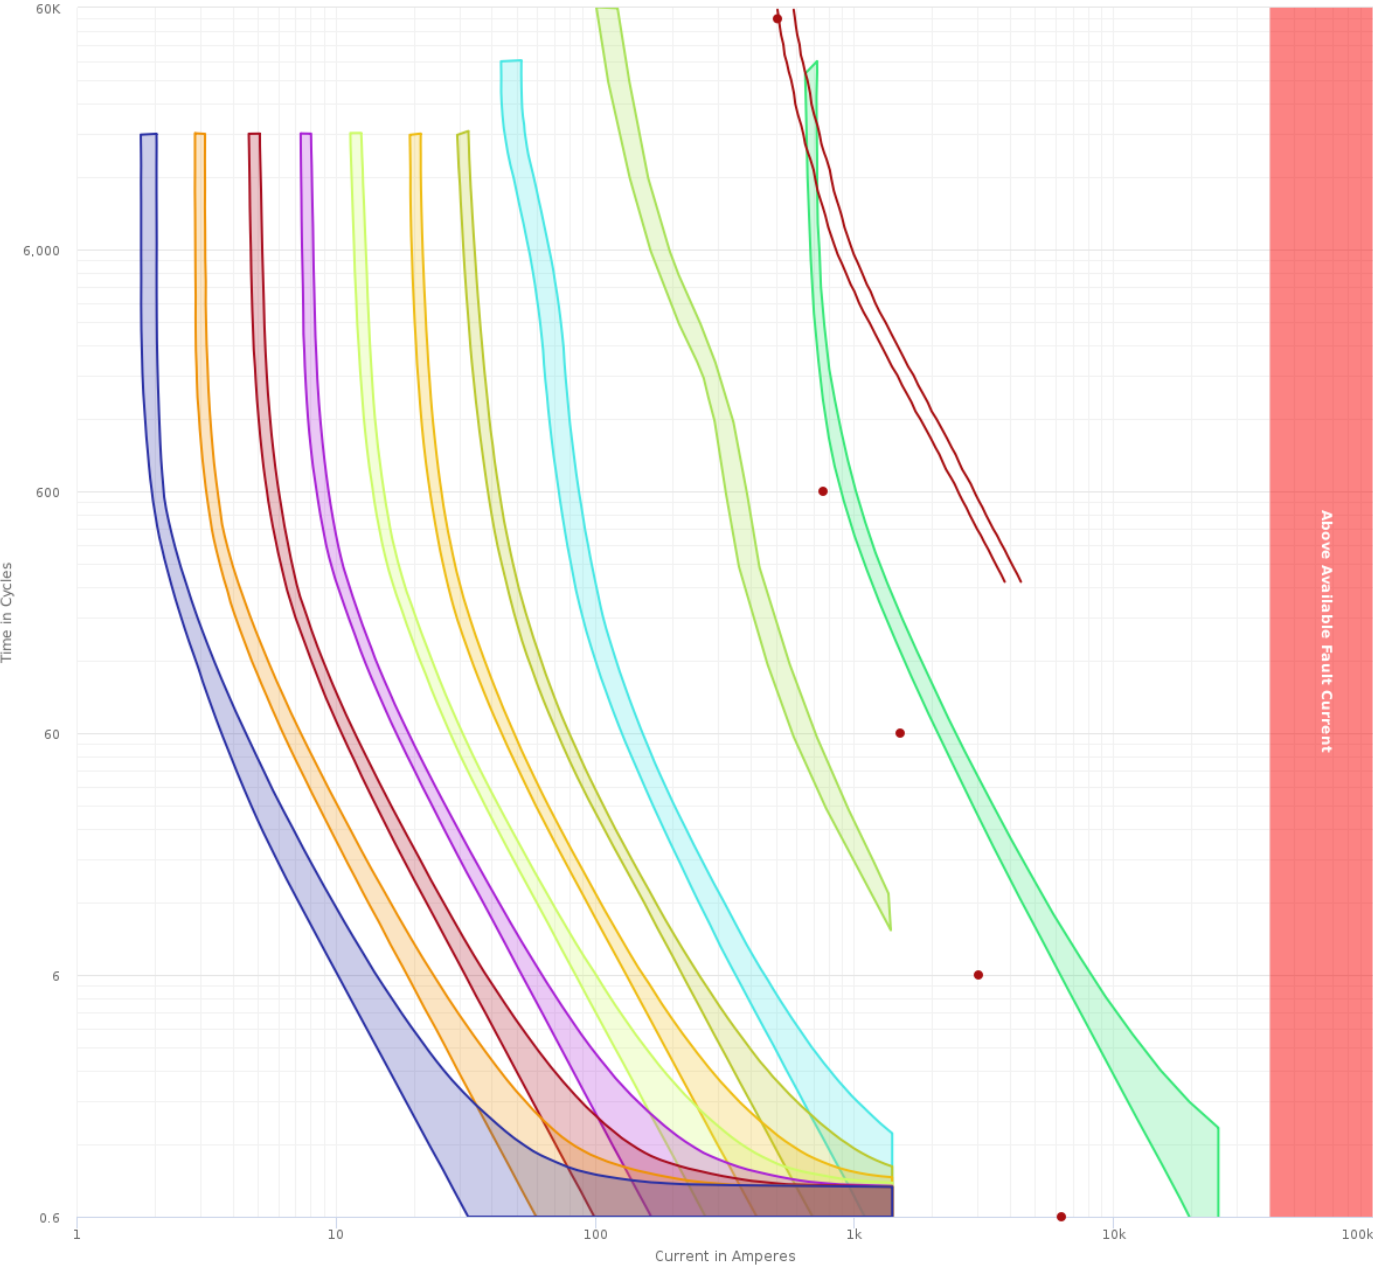 60K
6,000
600
60
6
0.6
Time in Cycles
1
10
100
1k
10k
100k
Current in Amperes
Above Available Fault Current